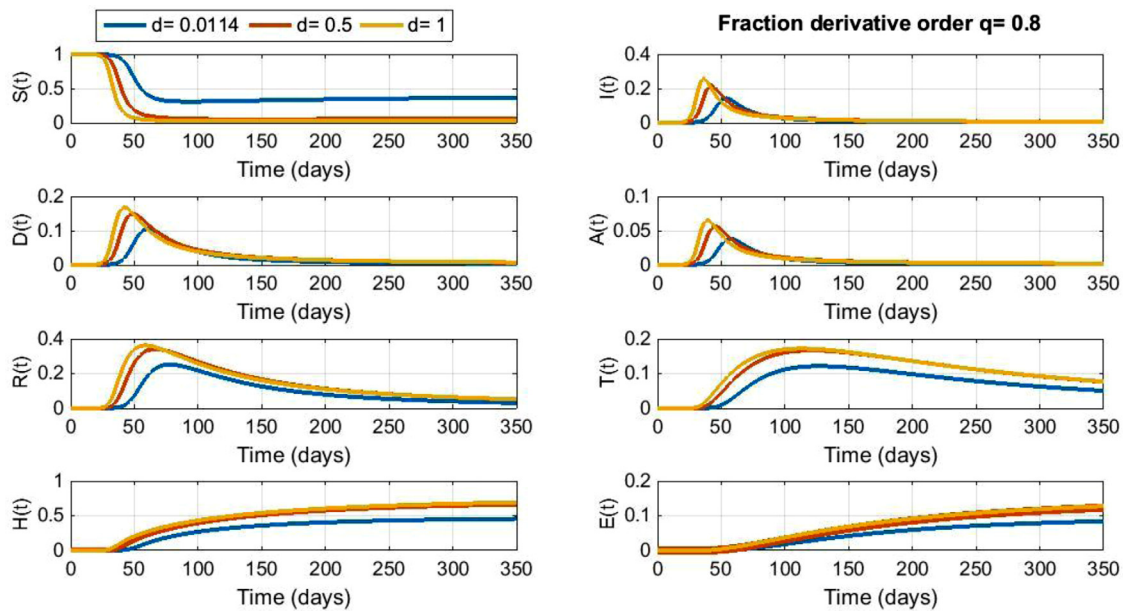 d= 0.0114 d= 0.5 d= 1
Fraction derivative order q= 0.8
S(t)
1
0.5
0
0 50 100 150 200 250 300 350
Time (days)
I(t)
0.4
0.2
0
0 50 100 150 200 250 300 350
Time (days)
D(t)
0.2
0.1
0
0 50 100 150 200 250 300 350
Time (days)
A(t)
0.1
0.05
0
0 50 100 150 200 250 300 350
Time (days)
R(t)
0.4
0.2
0
0 50 100 150 200 250 300 350
Time (days)
T(t)
0.2
0.1
0
0 50 100 150 200 250 300 350
Time (days)
H(t)
1
0.5
0
0 50 100 150 200 250 300 350
Time (days)
E(t)
0.2
0.1
0
0 50 100 150 200 250 300 350
Time (days)